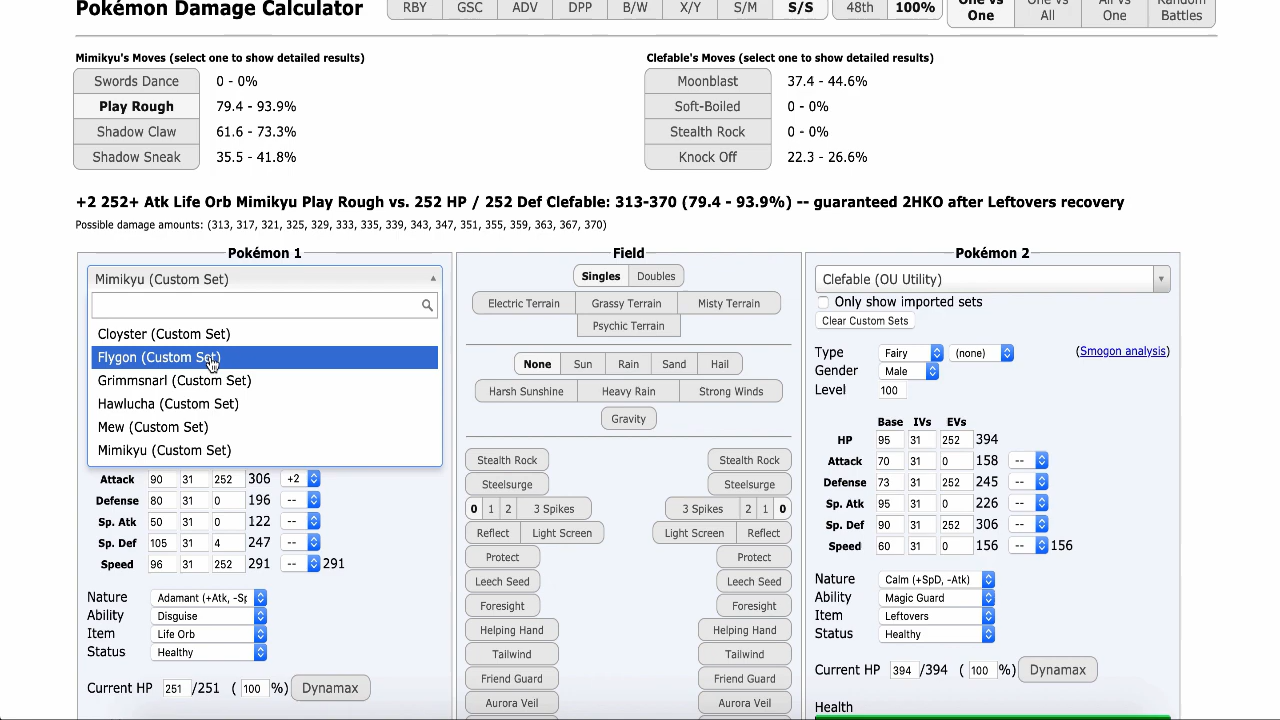 Pokémon Damage Calculator RBY GSC ADV DPP B/W X/Y S/M S/S 48th 100% One vs One One vs All All vs One Random Battles
Mimikyu's Moves (select one to show detailed results) Clefable's Moves (select one to show detailed results)
Swords Dance 0 - 0% Moonblast 37.4 - 44.6%
Play Rough 79.4 - 93.9% Soft-Boiled 0 - 0%
Shadow Claw 61.6 - 73.3% Stealth Rock 0 - 0%
Shadow Sneak 35.5 - 41.8% Knock Off 22.3 - 26.6%
+2 252+ Atk Life Orb Mimikyu Play Rough vs. 252 HP / 252 Def Clefable: 313-370 (79.4 - 93.9%) -- guaranteed 2HKO after Leftovers recovery
Possible damage amounts: (313, 317, 321, 325, 329, 333, 335, 339, 343, 347, 351, 355, 359, 363, 367, 370)
Pokémon 1
Mimikyu (Custom Set)
Cloyster (Custom Set)
Flygon (Custom Set)
Grimmsnarl (Custom Set)
Hawlucha (Custom Set)
Mew (Custom Set)
Mimikyu (Custom Set)
Attack 90 31 252 306 +2
Defense 80 31 0 196 --
Sp. Atk 50 31 0 122 --
Sp. Def 105 31 4 247 --
Speed 96 31 252 291 -- 291
Nature Adamant (+Atk, -Sp
Ability Disguise
Item Life Orb
Status Healthy
Current HP 251 /251 ( 100 %) Dynamax
Field
Singles Doubles
Electric Terrain Grassy Terrain Misty Terrain
Psychic Terrain
None Sun Rain Sand Hail
Harsh Sunshine Heavy Rain Strong Winds
Gravity
Stealth Rock Stealth Rock
Steelsurge Steelsurge
0 1 2 3 Spikes 3 Spikes 2 1 0
Reflect Light Screen Light Screen Reflect
Protect Protect
Leech Seed Leech Seed
Foresight Foresight
Helping Hand Helping Hand
Tailwind Tailwind
Friend Guard Friend Guard
Aurora Veil Aurora Veil
Pokémon 2
Clefable (OU Utility)
Only show imported sets
Clear Custom Sets
Type Fairy (none) (Smogon analysis)
Gender Male
Level 100
Base IVs EVs
HP 95 31 252 394
Attack 70 31 0 158 --
Defense 73 31 252 245 --
Sp. Atk 95 31 0 226 --
Sp. Def 90 31 252 306 --
Speed 60 31 0 156 -- 156
Nature Calm (+SpD, -Atk)
Ability Magic Guard
Item Leftovers
Status Healthy
Current HP 394 /394 ( 100 %) Dynamax
Health